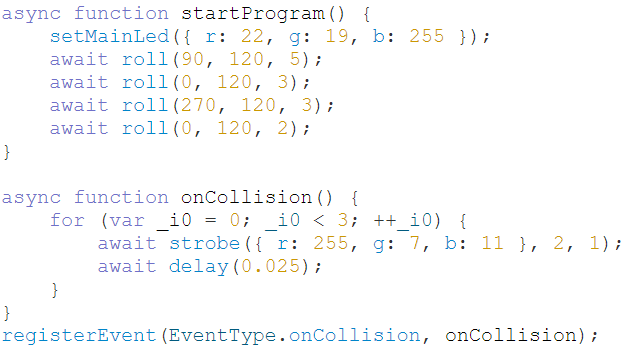 async function startProgram() {
    setMainLed({ r: 22, g: 19, b: 255 });
    await roll(90, 120, 5);
    await roll(0, 120, 3);
    await roll(270, 120, 3);
    await roll(0, 120, 2);
}

async function onCollision() {
    for (var _i0 = 0; _i0 < 3; ++_i0) {
        await strobe({ r: 255, g: 7, b: 11 }, 2, 1);
        await delay(0.025);
    }
}
registerEvent(EventType.onCollision, onCollision);